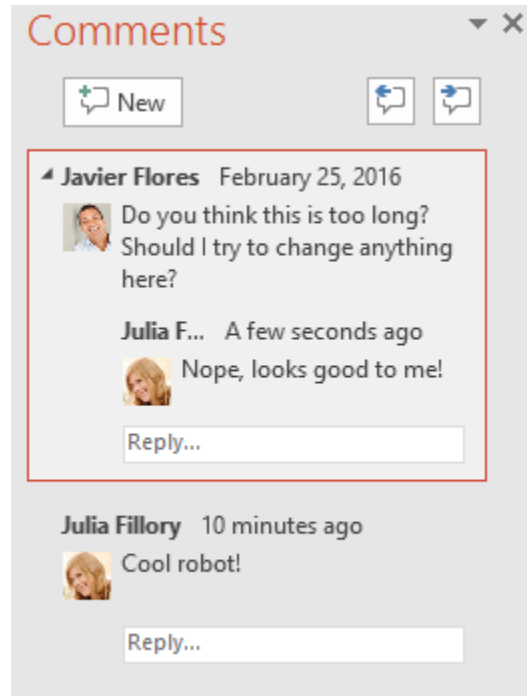 Comments
New
Javier Flores February 25, 2016
Do you think this is too long?
Should I try to change anything
here?
Julia F... A few seconds ago
Nope, looks good to me!
Reply...
Julia Fillory 10 minutes ago
Cool robot!
Reply...